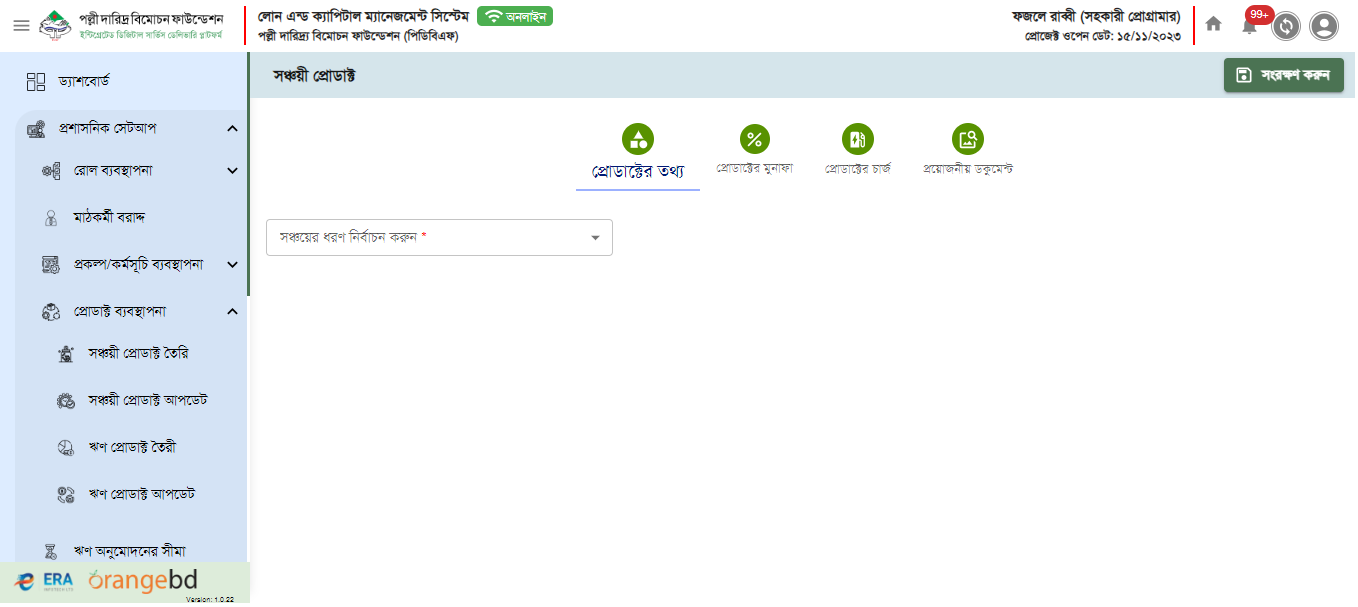 পল্লী দারিদ্র বিমোচন ফাউন্ডেশন
ইন্টিগ্রেটেড ডিজিটাল সার্ভিস ডেলিভারি প্লাটফর্ম
লোন এন্ড ক্যাপিটাল ম্যানেজমেন্ট সিস্টেম
অনলাইন
পল্লী দারিদ্র্য বিমোচন ফাউন্ডেশন (পিডিবিএফ)
ফজলে রাব্বী (সহকারী প্রোগ্রামার)
প্রোজেক্ট ওপেন ডেট: ১৫/১১/২০২৩
99+
ড্যাশবোর্ড
প্রশাসনিক সেটআপ
রোল ব্যবস্থাপনা
মাঠকর্মী বরাদ্দ
প্রকল্প/কর্মসূচি ব্যবস্থাপনা
প্রোডাক্ট ব্যবস্থাপনা
সঞ্চয়ী প্রোডাক্ট তৈরি
সঞ্চয়ী প্রোডাক্ট আপডেট
ঋণ প্রোডাক্ট তৈরী
ঋণ প্রোডাক্ট আপডেট
ঋণ অনুমোদনের সীমা
ERA
orangebd
Version: 1.0.22
সঞ্চয়ী প্রোডাক্ট
সংরক্ষণ করুন
প্রোডাক্টের তথ্য
প্রোডাক্টের মুনাফা
প্রোডাক্টের চার্জ
প্রয়োজনীয় ডকুমেন্ট
সঞ্চয়ের ধরণ নির্বাচন করুন *